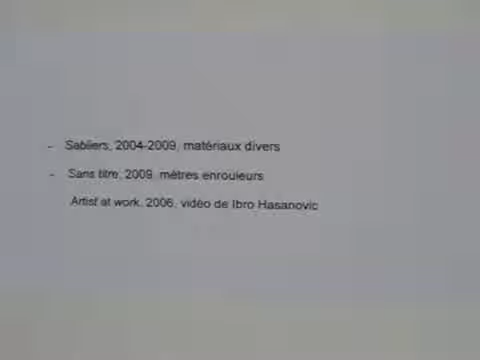 - Sabliers, 2004-2009, matériaux divers
- Sans titre, 2009, mètres enrouleurs
Artist at work, 2006, vidéo de Ibro Hasanovic